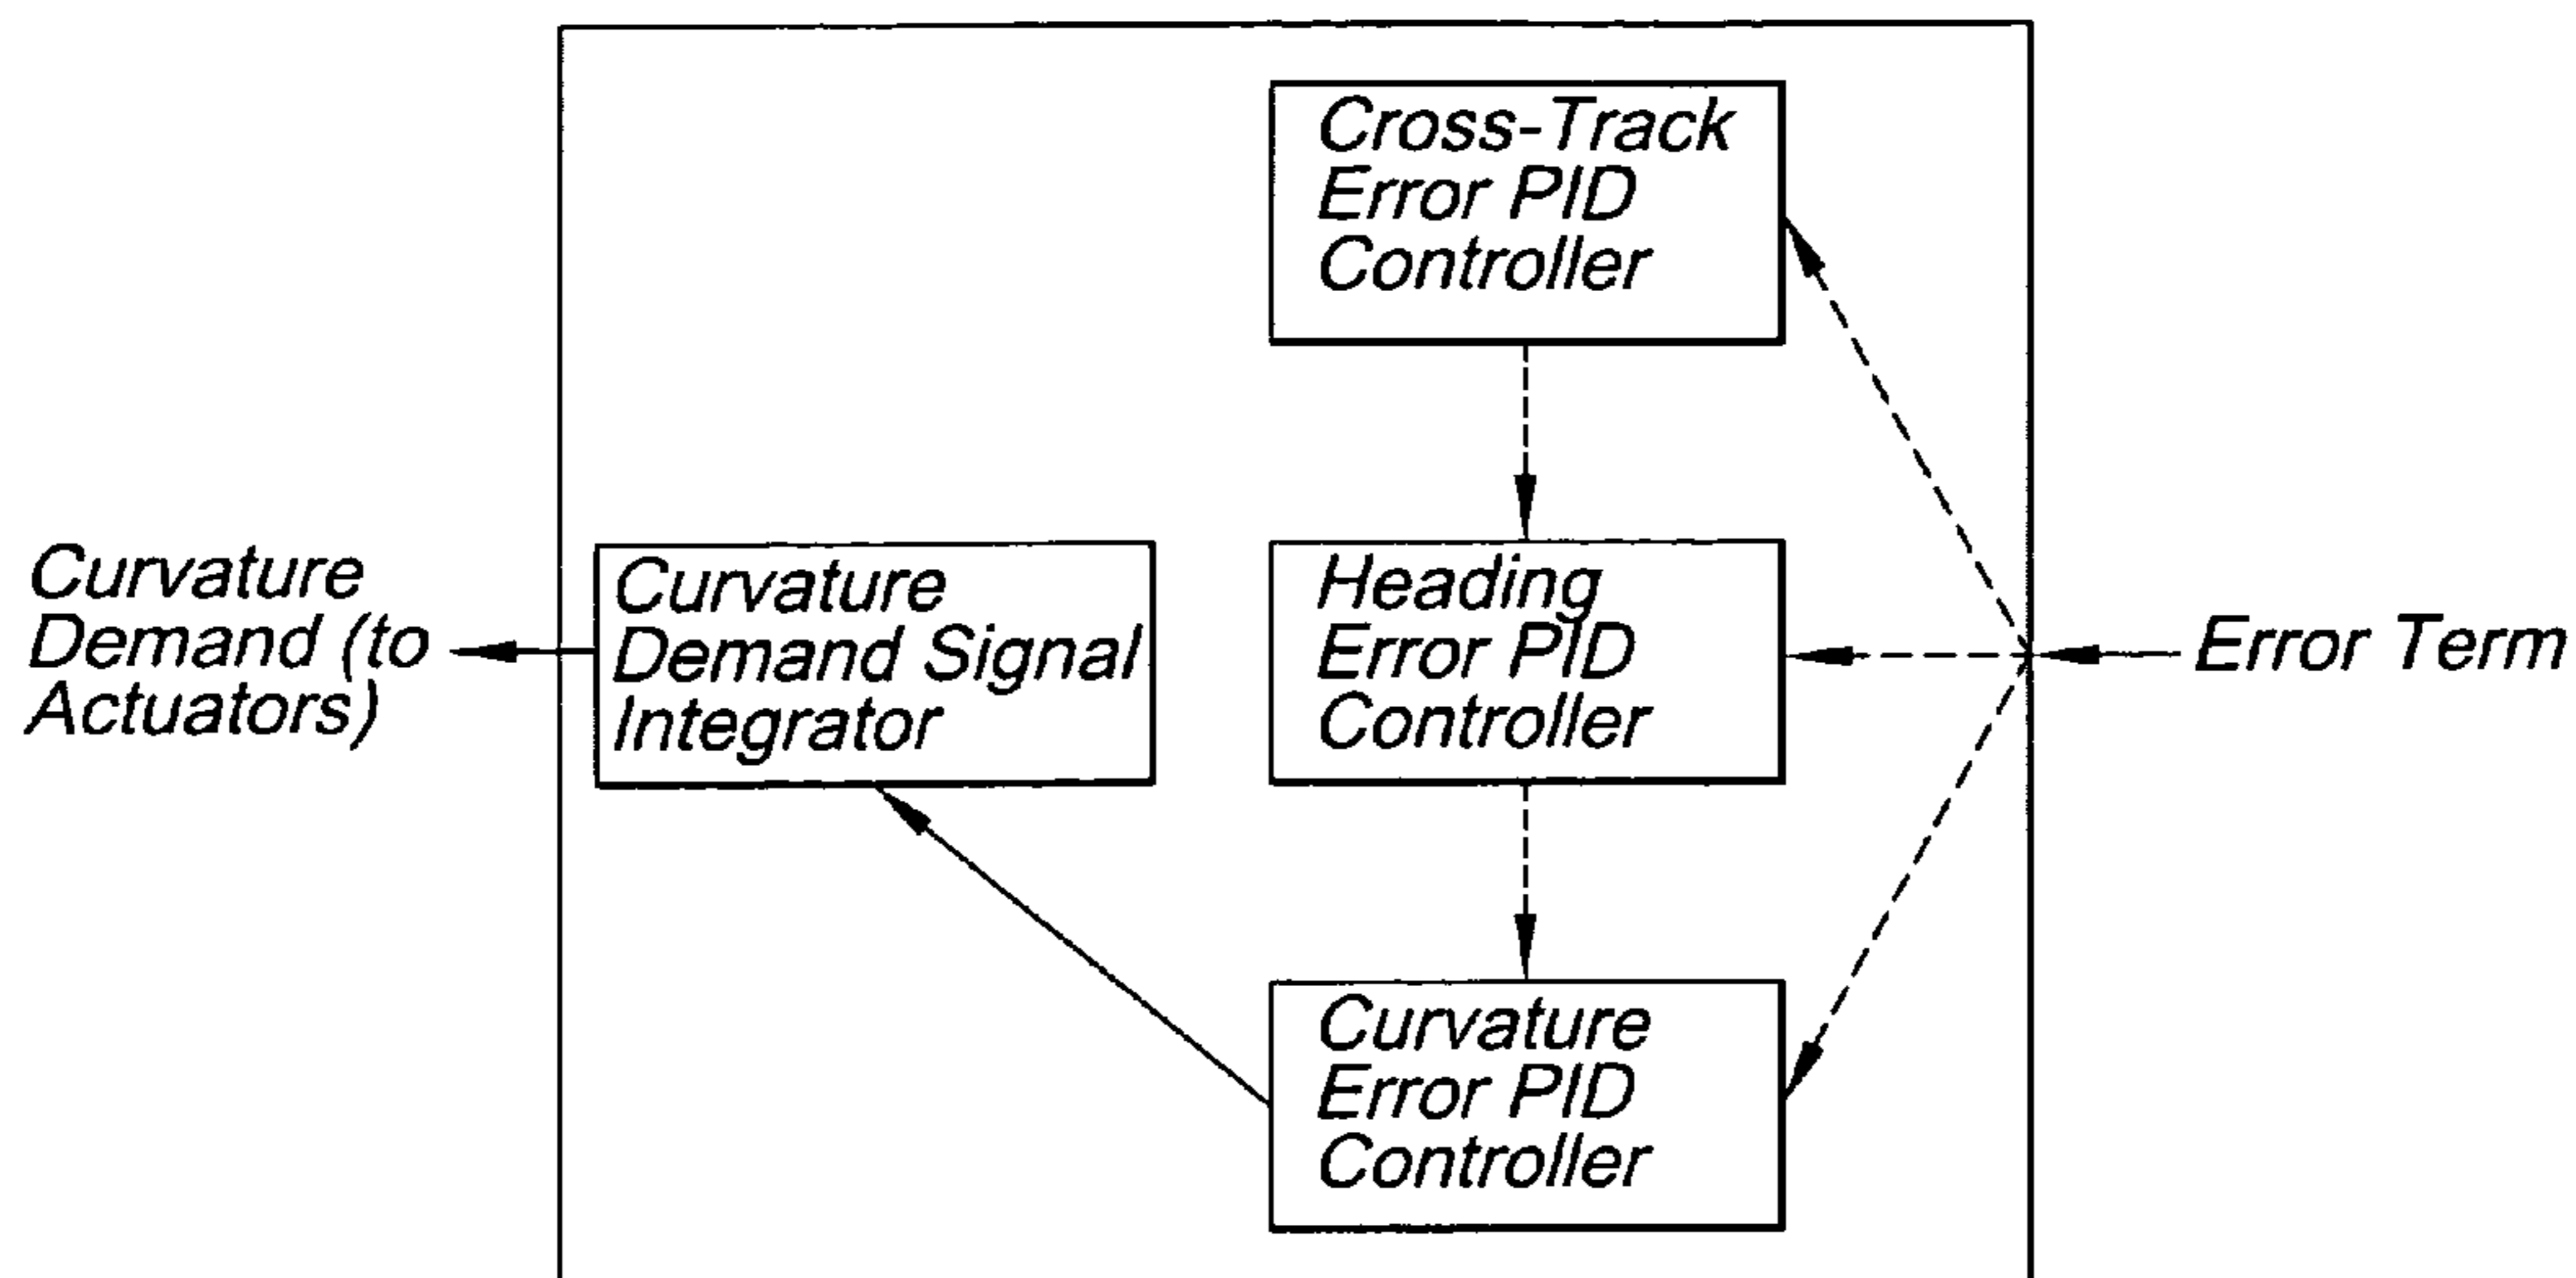 Cross-Track
Error PID
Controller
Curvature
Demand (to
Actuators)
Curvature
Demand Signal
Integrator
Heading
Error PID
Controller
Error Term
Curvature
Error PID
Controller